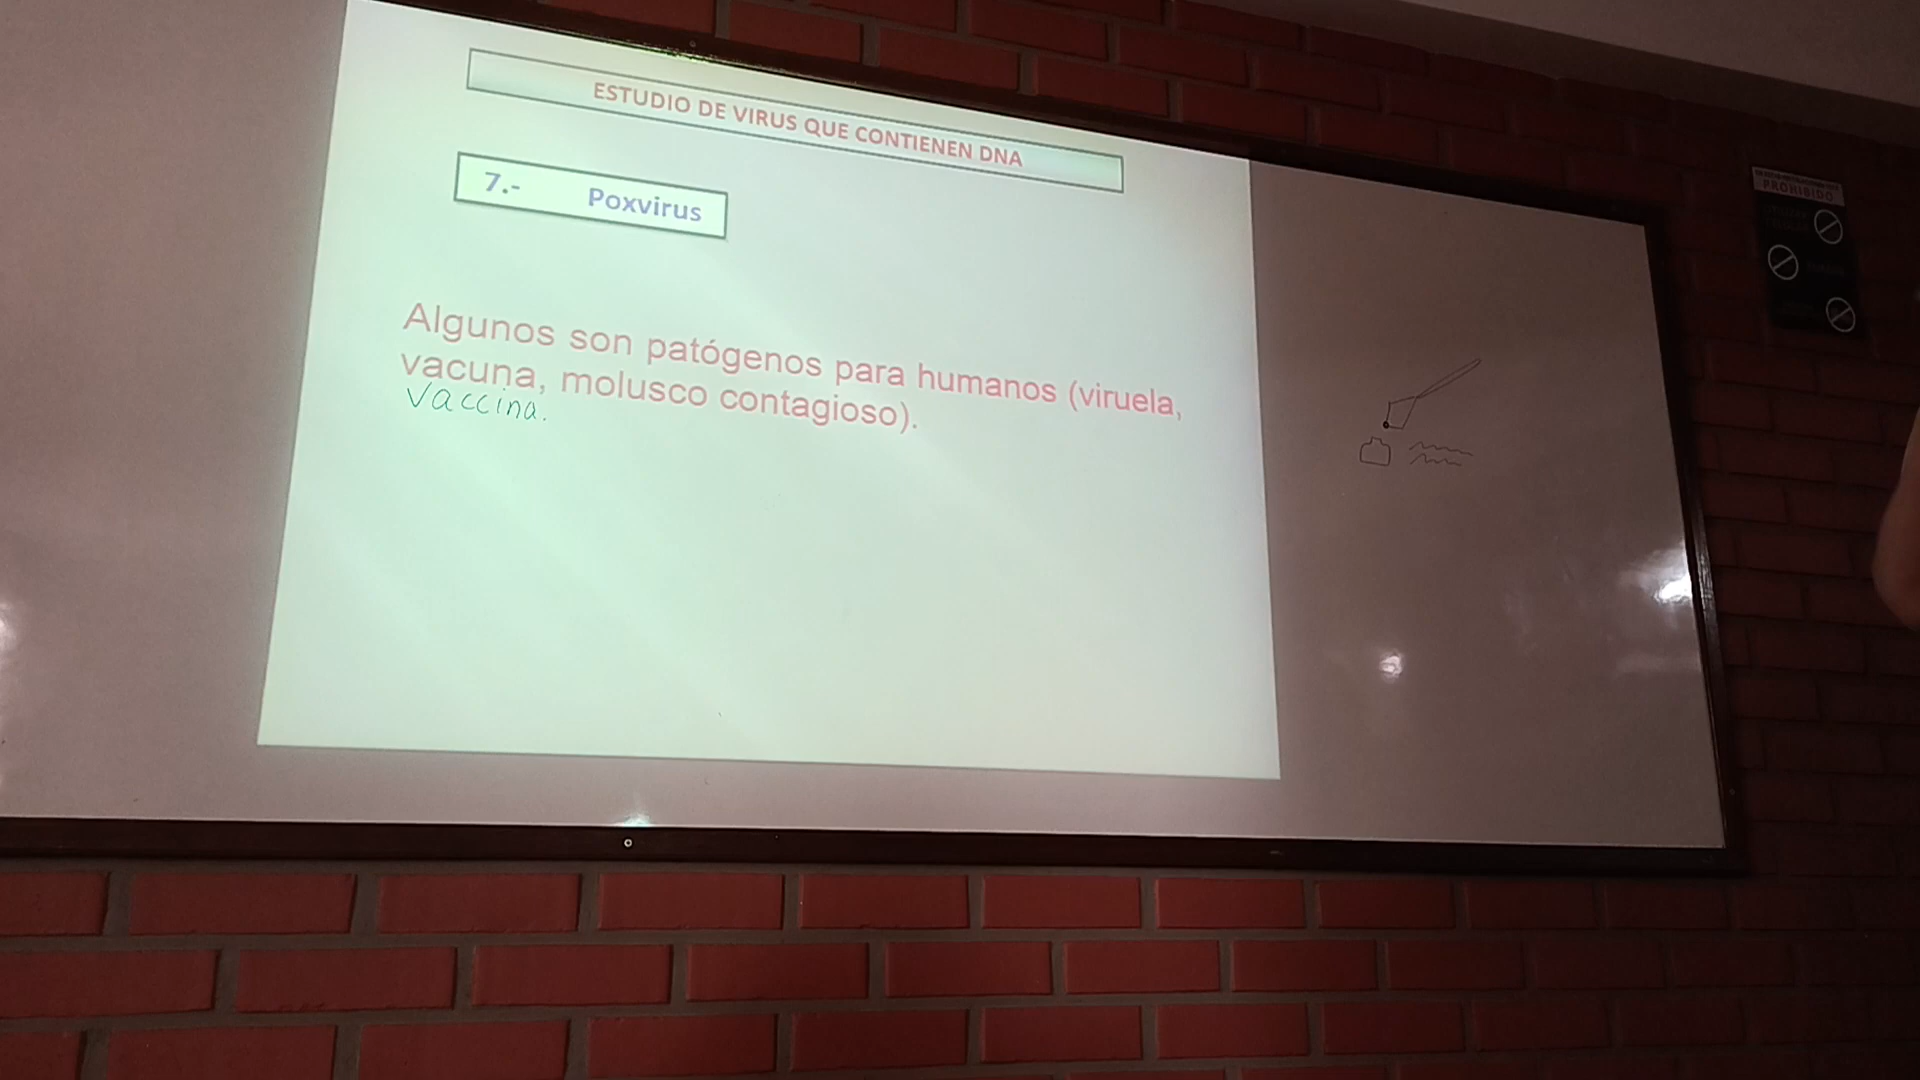 ESTUDIO DE VIRUS QUE CONTIENEN DNA
7.- Poxvirus
Algunos son patógenos para humanos (viruela,
vacuna, molusco contagioso).
Vaccina.
PROHIBIDO